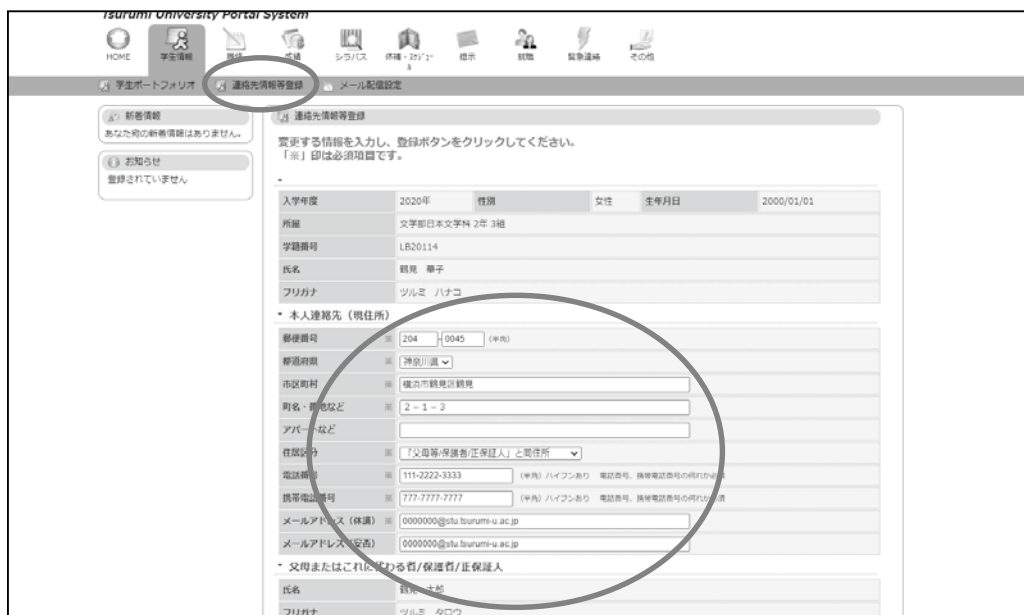 Tsurumi University Portal System
HOME 学生情報 履修 成績 シラバス 休補・ｽｹｼﾞｭｰﾙ 掲示 就職 緊急連絡 その他
学生ポートフォリオ 連絡先情報等登録 メール配信設定
新着情報
あなた宛の新着情報はありません。
お知らせ
登録されていません
連絡先情報等登録
変更する情報を入力し、登録ボタンをクリックしてください。
「※」印は必須項目です。
-
入学年度 2020年 性別 女性 生年月日 2000/01/01
所属 文学部日本文学科 2年 3組
学籍番号 LB20114
氏名 鶴見 華子
フリガナ ツルミ ハナコ
本人連絡先（現住所）
郵便番号 ※ 204 - 0045 （半角）
都道府県 ※ 神奈川県
市区町村 ※ 横浜市鶴見区鶴見
町名・番地など ※ 2－1－3
アパートなど
住居区分 ※ 「父母等/保護者/正保証人」と同住所
電話番号 ※ 111-2222-3333 （半角）ハイフンあり 電話番号、携帯電話番号の何れか必須
携帯電話番号 ※ 777-7777-7777 （半角）ハイフンあり 電話番号、携帯電話番号の何れか必須
メールアドレス（休講） ※ 0000000@stu.tsurumi-u.ac.jp
メールアドレス（安否） 0000000@stu.tsurumi-u.ac.jp
父母またはこれに代わる者/保護者/正保証人
氏名 鶴見 太郎
フリガナ ツルミ タロウ